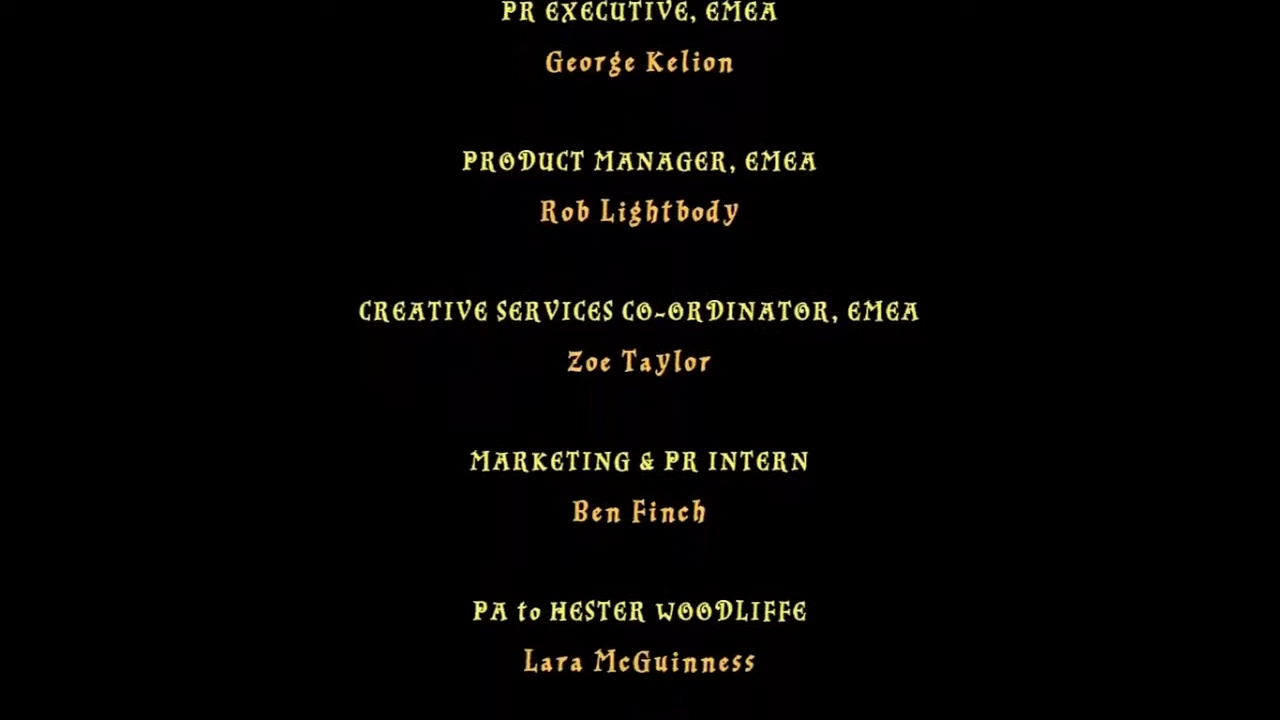 PR EXECUTIVE, EMEA
George Kelion
PRODUCT MANAGER, EMEA
Rob Lightbody
CREATIVE SERVICES CO-ORDINATOR, EMEA
Zoe Taylor
MARKETING & PR INTERN
Ben Finch
PA to HESTER WOODLIFFE
Lara McGuinness